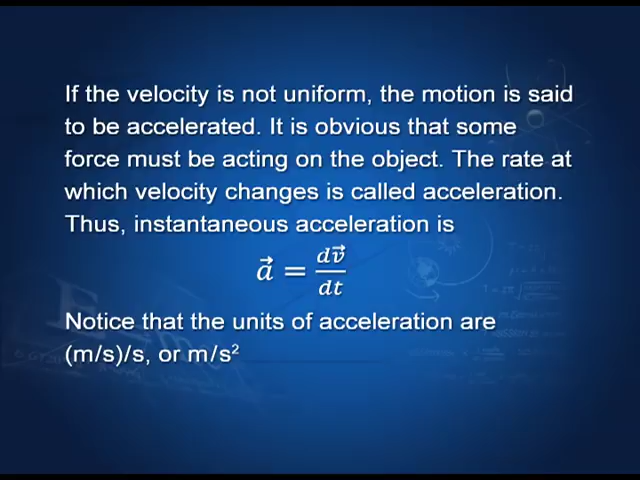 If the velocity is not uniform, the motion is said
to be accelerated. It is obvious that some
force must be acting on the object. The rate at
which velocity changes is called acceleration.
Thus, instantaneous acceleration is
a⃗ = dv⃗/dt
Notice that the units of acceleration are
(m/s)/s, or m/s²